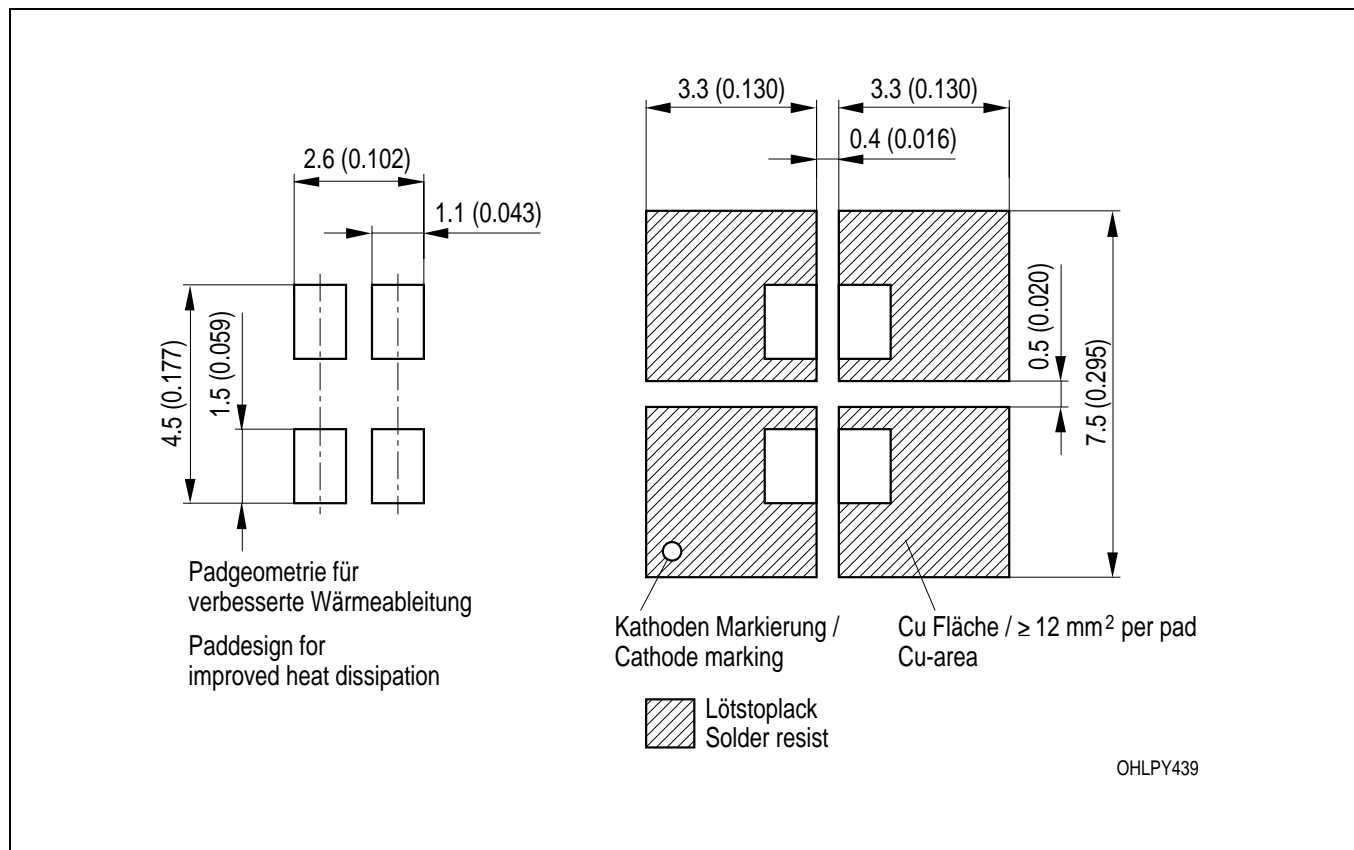 3.3 (0.130)
3.3 (0.130)
0.4 (0.016)
2.6 (0.102)
1.1 (0.043)
4.5 (0.177)
1.5 (0.059)
0.5 (0.020)
7.5 (0.295)
Padgeometrie für
verbesserte Wärmeableitung
Paddesign for
improved heat dissipation
Kathoden Markierung /
Cathode marking
Cu Fläche / ≥ 12 mm² per pad
Cu-area
Lötstoplack
Solder resist
OHLPY439